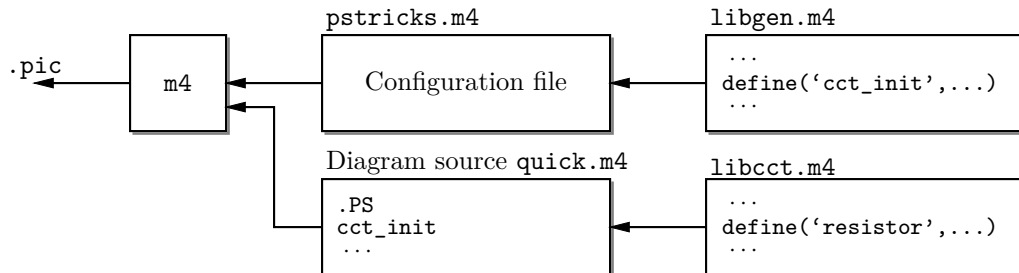 pstricks.m4
libgen.m4
.pic
m4
Configuration file
...
define(‘cct_init’,...)
...
Diagram source quick.m4
libcct.m4
.PS
cct_init
...
...
define(‘resistor’,...)
...